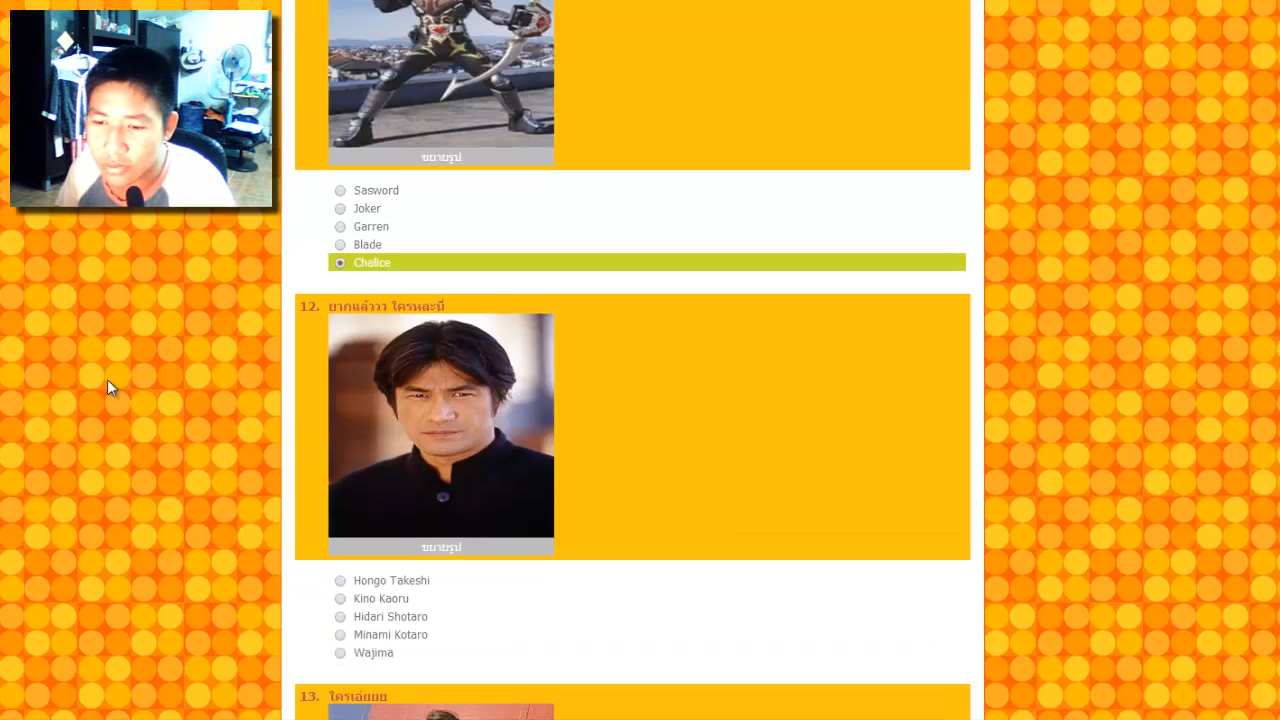 ขยายรูป
Sasword
Joker
Garren
Blade
Chalice
12. ยากแล้ววา ใครหละนี่
ขยายรูป
Hongo Takeshi
Kino Kaoru
Hidari Shotaro
Minami Kotaro
Wajima
13. ใครเอ่ยยย